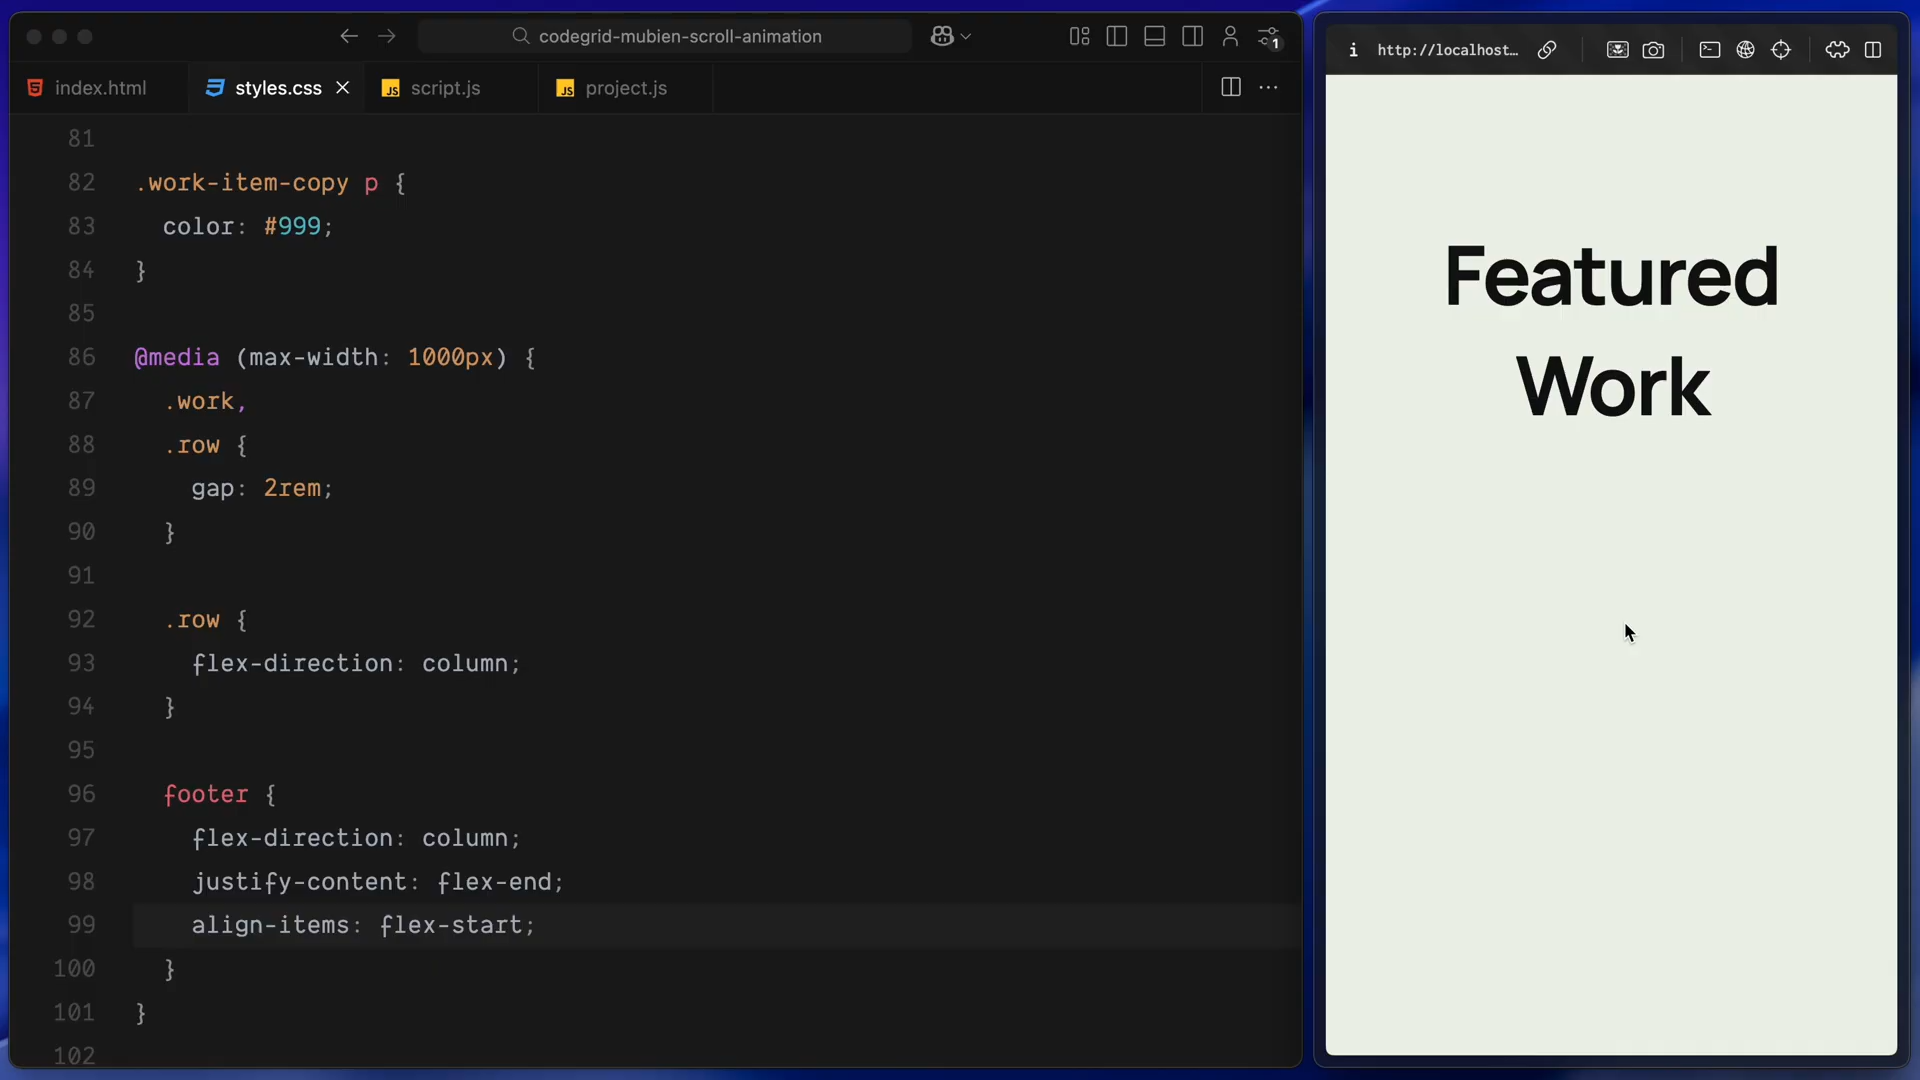 codegrid-mubien-scroll-animation
1
index.html
styles.css
JS script.js
JS project.js
81
82 .work-item-copy p {
83 color: #999;
84 }
85
86 @media (max-width: 1000px) {
87 .work,
88 .row {
89 gap: 2rem;
90 }
91
92 .row {
93 flex-direction: column;
94 }
95
96 footer {
97 flex-direction: column;
98 justify-content: flex-end;
99 align-items: flex-start;
100 }
101 }
102
http://localhost…
Featured
Work